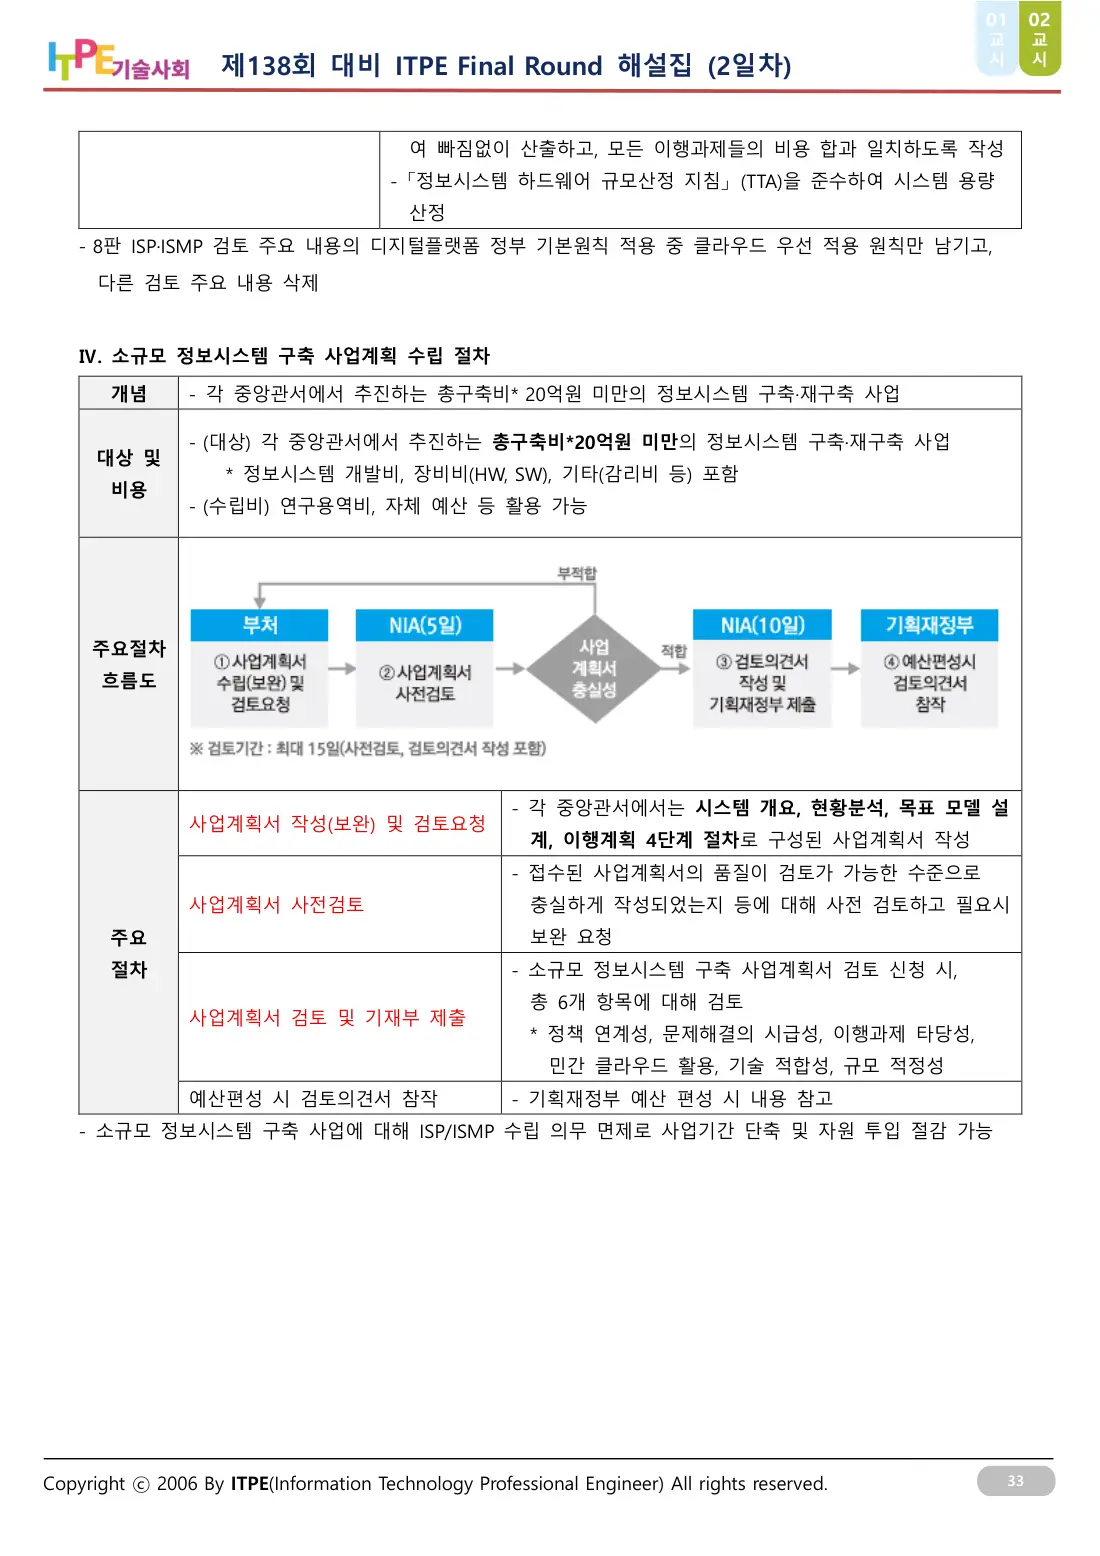 ITPE기술사회 제138회 대비 ITPE Final Round 해설집 (2일차)
01 교시
02 교시
여 빠짐없이 산출하고, 모든 이행과제들의 비용 합과 일치하도록 작성
-「정보시스템 하드웨어 규모산정 지침」(TTA)을 준수하여 시스템 용량
산정
- 8판 ISP·ISMP 검토 주요 내용의 디지털플랫폼 정부 기본원칙 적용 중 클라우드 우선 적용 원칙만 남기고,
다른 검토 주요 내용 삭제
IV. 소규모 정보시스템 구축 사업계획 수립 절차
개념
- 각 중앙관서에서 추진하는 총구축비* 20억원 미만의 정보시스템 구축·재구축 사업
대상 및
비용
- (대상) 각 중앙관서에서 추진하는 총구축비*20억원 미만의 정보시스템 구축·재구축 사업
* 정보시스템 개발비, 장비비(HW, SW), 기타(감리비 등) 포함
- (수립비) 연구용역비, 자체 예산 등 활용 가능
주요절차
흐름도
부적합
부처
① 사업계획서
수립(보완) 및
검토요청
NIA(5일)
② 사업계획서
사전검토
사업
계획서
충실성
적합
NIA(10일)
③ 검토의견서
작성 및
기획재정부 제출
기획재정부
④ 예산편성시
검토의견서
참작
※ 검토기간 : 최대 15일(사전검토, 검토의견서 작성 포함)
주요
절차
사업계획서 작성(보완) 및 검토요청
- 각 중앙관서에서는 시스템 개요, 현황분석, 목표 모델 설
계, 이행계획 4단계 절차로 구성된 사업계획서 작성
사업계획서 사전검토
- 접수된 사업계획서의 품질이 검토가 가능한 수준으로
충실하게 작성되었는지 등에 대해 사전 검토하고 필요시
보완 요청
사업계획서 검토 및 기재부 제출
- 소규모 정보시스템 구축 사업계획서 검토 신청 시,
총 6개 항목에 대해 검토
* 정책 연계성, 문제해결의 시급성, 이행과제 타당성,
민간 클라우드 활용, 기술 적합성, 규모 적정성
예산편성 시 검토의견서 참작
- 기획재정부 예산 편성 시 내용 참고
- 소규모 정보시스템 구축 사업에 대해 ISP/ISMP 수립 의무 면제로 사업기간 단축 및 자원 투입 절감 가능
Copyright ⓒ 2006 By ITPE(Information Technology Professional Engineer) All rights reserved.
33